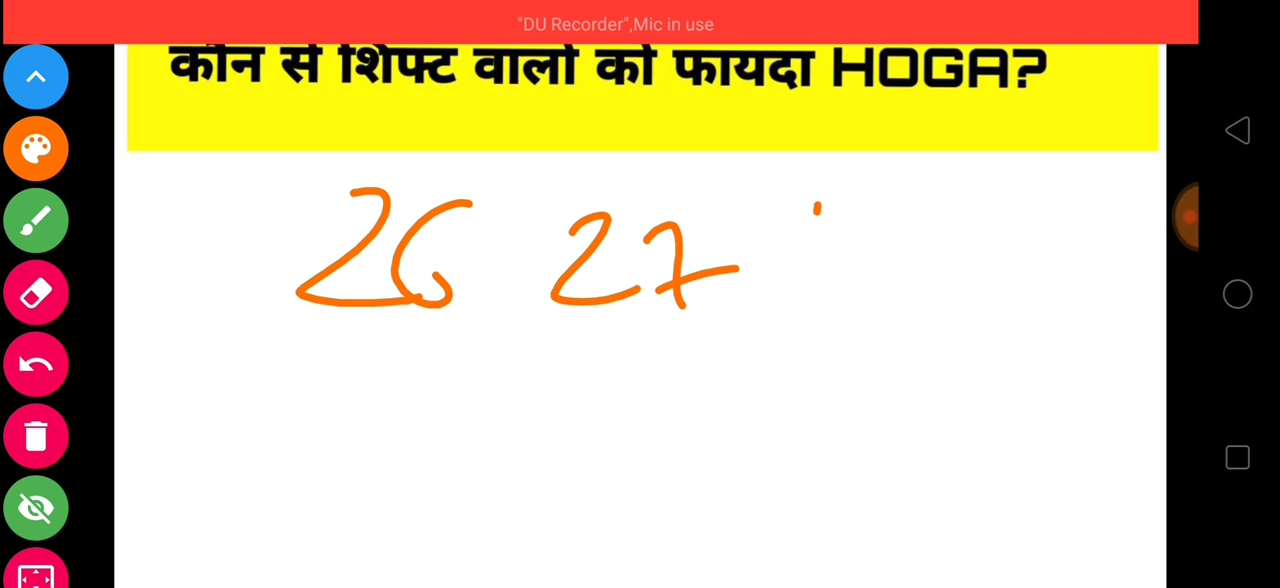 "DU Recorder",Mic in use
कौन से शिफ्ट वालों को फायदा HOGA?
26 27